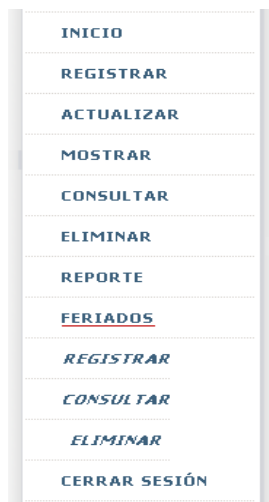 INICIO
REGISTRAR
ACTUALIZAR
MOSTRAR
CONSULTAR
ELIMINAR
REPORTE
FERIADOS
REGISTRAR
CONSULTAR
ELIMINAR
CERRAR SESIÓN